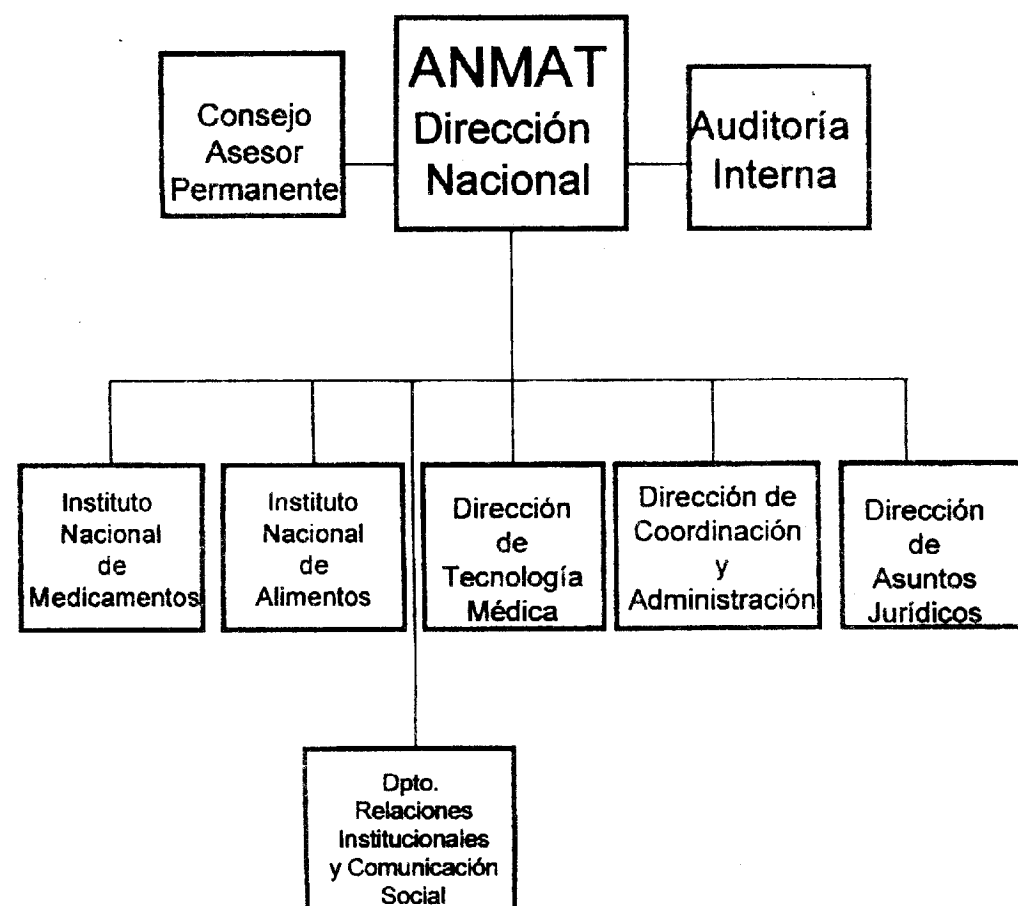 Consejo
Asesor
Permanente
ANMAT
Dirección
Nacional
Auditoría
Interna
Instituto
Nacional
de
Medicamentos
Instituto
Nacional
de
Alimentos
Dirección
de
Tecnología
Médica
Dirección de
Coordinación
y
Administración
Dirección
de
Asuntos
Jurídicos
Dpto.
Relaciones
Institucionales
y Comunicación
Social